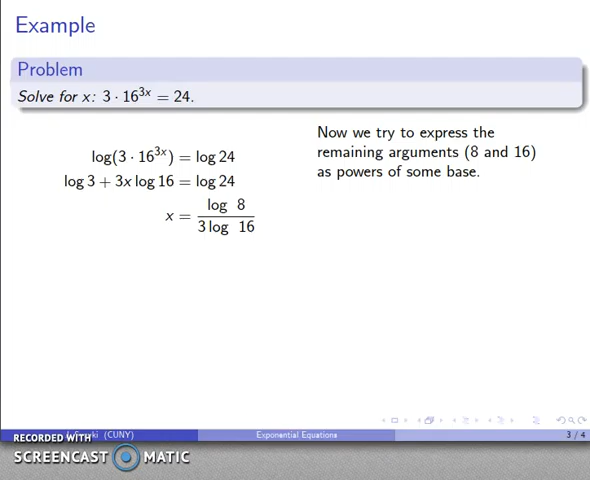 Example
Problem
Solve for x: 3 · 16^{3x} = 24.
log(3 · 16^{3x}) = log 24
log 3 + 3x log 16 = log 24
x = \frac{log 8}{3 log 16}
Now we try to express the
remaining arguments (8 and 16)
as powers of some base.
(CUNY)
Exponential Equations
3 / 4
RECORDED WITH
SCREENCAST MATIC